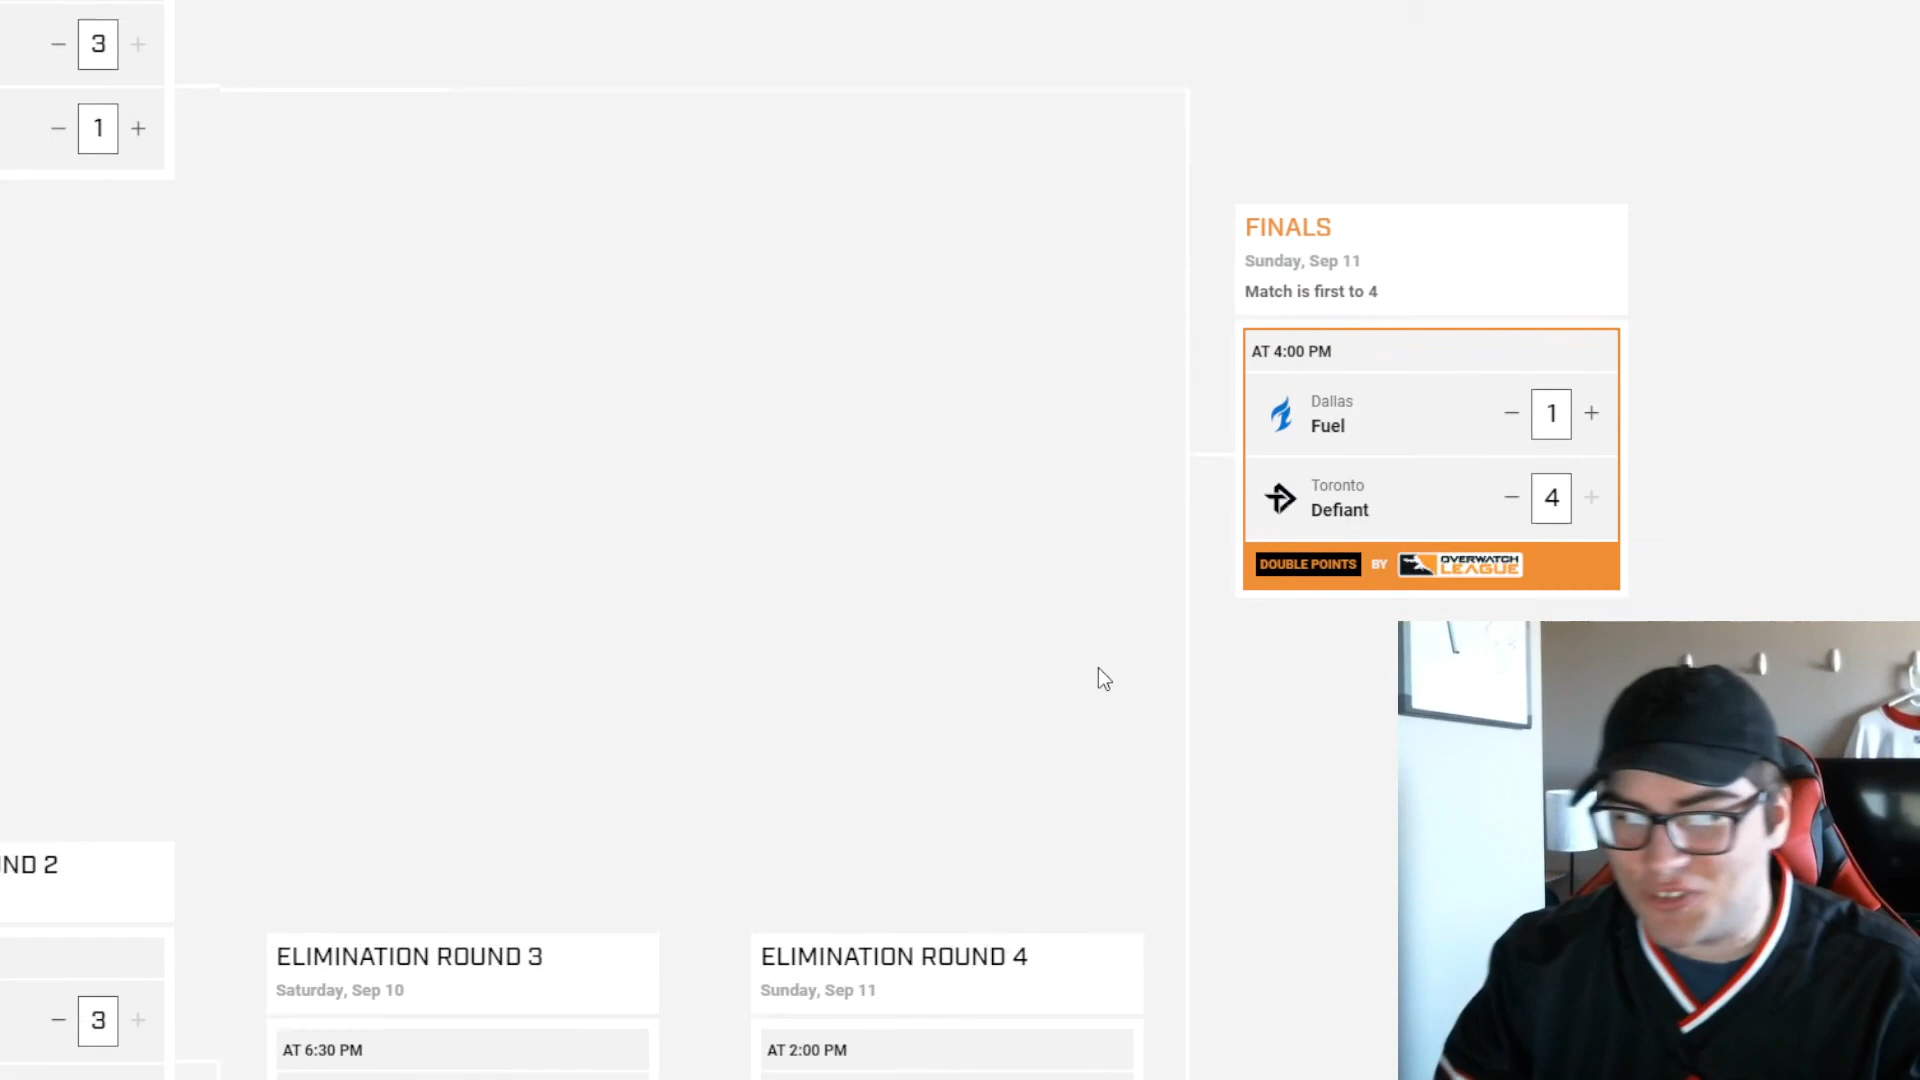 − 3 +
− 1 +
FINALS
Sunday, Sep 11
Match is first to 4
AT 4:00 PM
Dallas
Fuel
− 1 +
Toronto
Defiant
− 4 +
DOUBLE POINTS BY OVERWATCH
LEAGUE
ND 2
− 3 +
ELIMINATION ROUND 3
Saturday, Sep 10
AT 6:30 PM
ELIMINATION ROUND 4
Sunday, Sep 11
AT 2:00 PM